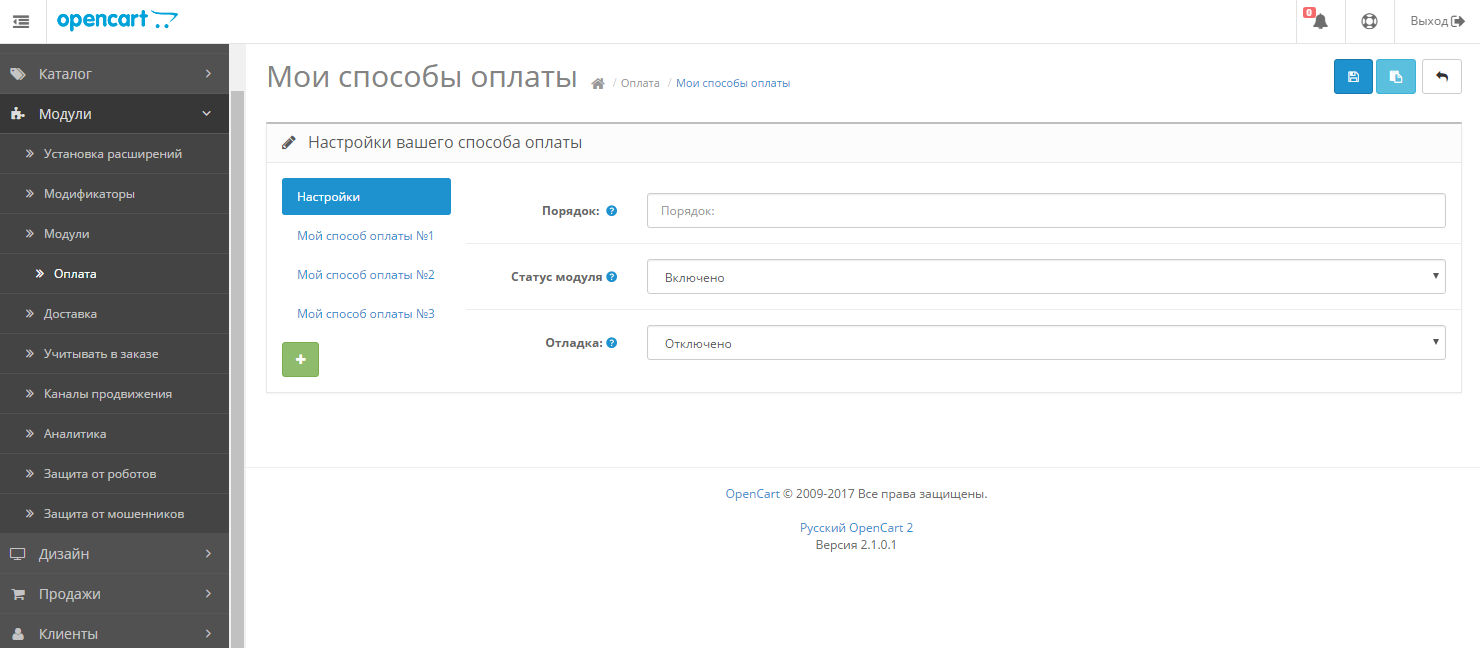 opencart
0
Выход
Каталог
Модули
Установка расширений
Модификаторы
Модули
Оплата
Доставка
Учитывать в заказе
Каналы продвижения
Аналитика
Защита от роботов
Защита от мошенников
Дизайн
Продажи
Клиенты
Мои способы оплаты / Оплата / Мои способы оплаты
Настройки вашего способа оплаты
Настройки
Мой способ оплаты №1
Мой способ оплаты №2
Мой способ оплаты №3
Порядок: ? Порядок:
Статус модуля ? Включено
Отладка: ? Отключено
OpenCart © 2009-2017 Все права защищены.
Русский OpenCart 2
Версия 2.1.0.1